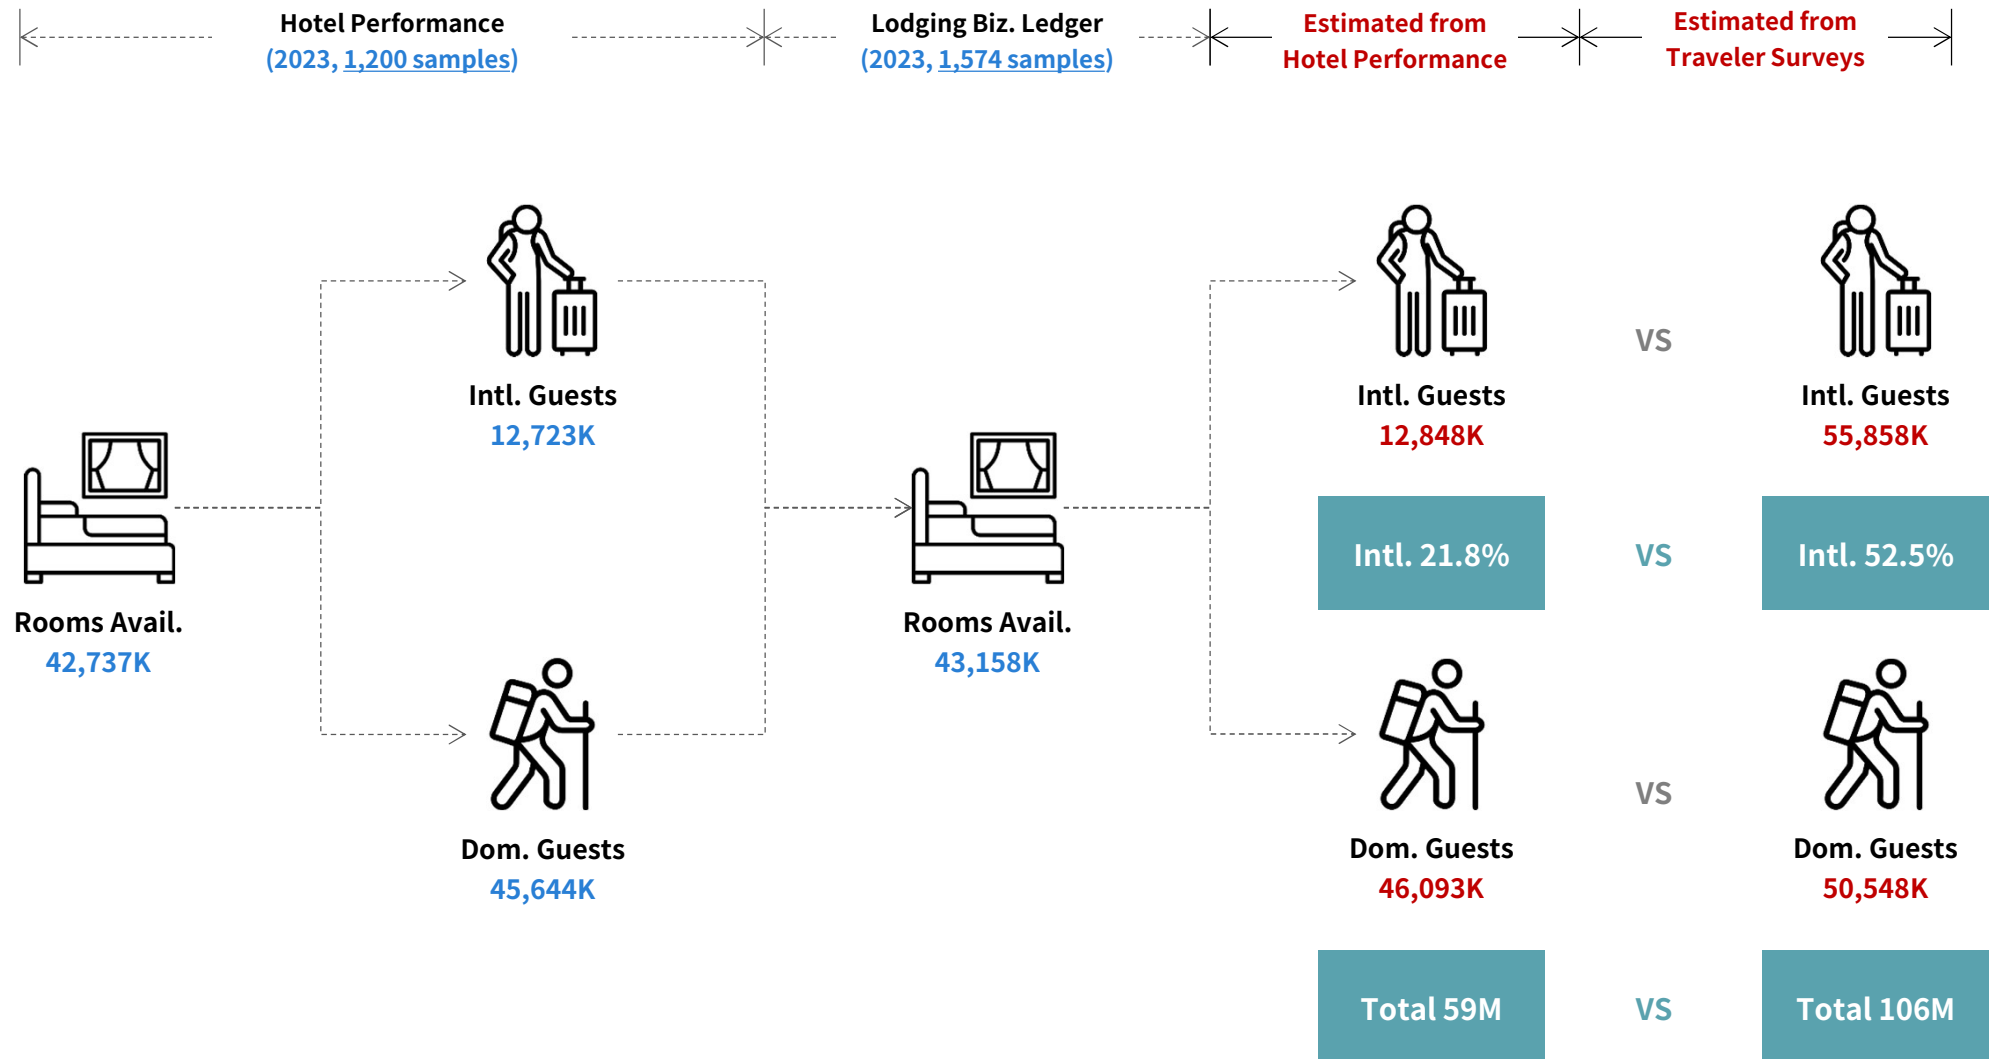 Hotel Performance
(2023, 1,200 samples)
Lodging Biz. Ledger
(2023, 1,574 samples)
Estimated from
Hotel Performance
Estimated from
Traveler Surveys
Rooms Avail.
42,737K
Intl. Guests
12,723K
Dom. Guests
45,644K
Rooms Avail.
43,158K
Intl. Guests
12,848K
VS
Intl. Guests
55,858K
Intl. 21.8%
VS
Intl. 52.5%
Dom. Guests
46,093K
VS
Dom. Guests
50,548K
Total 59M
VS
Total 106M